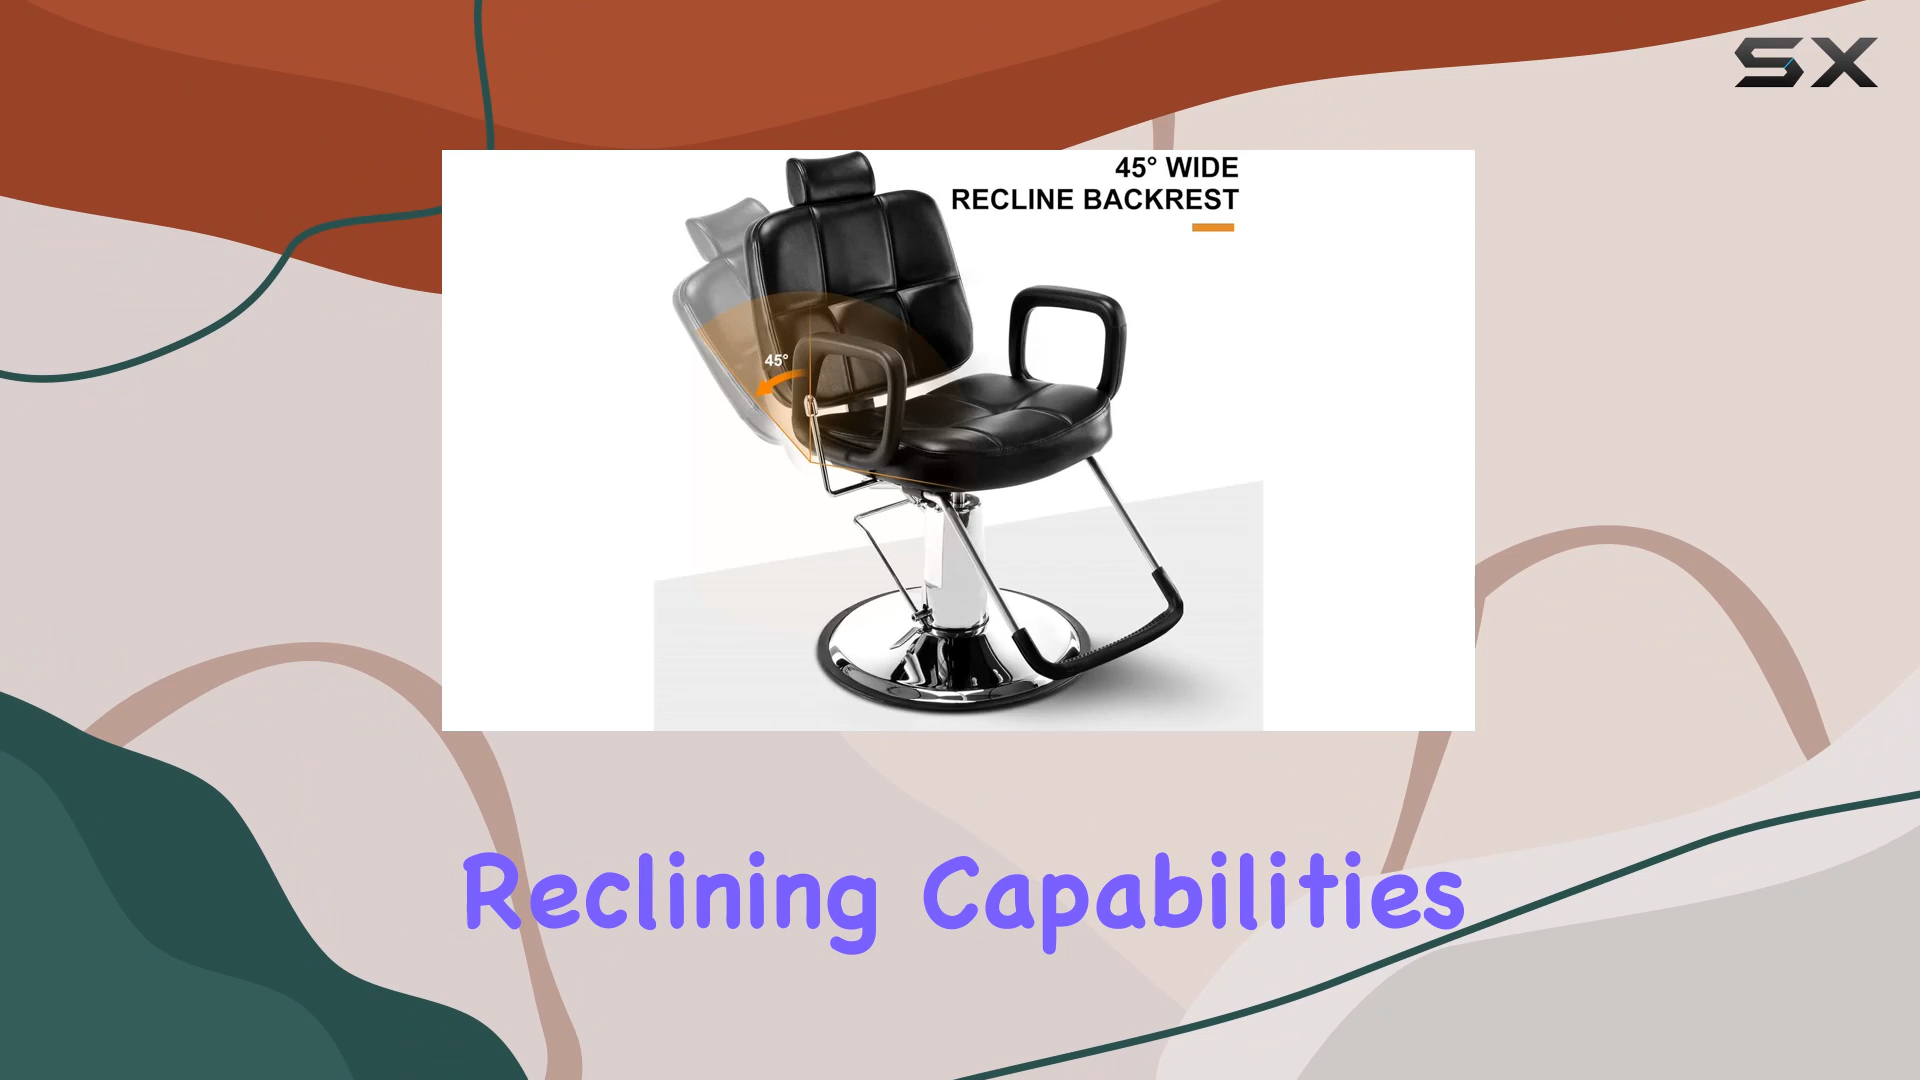 SX
45° WIDE
RECLINE BACKREST
45°
Reclining Capabilities